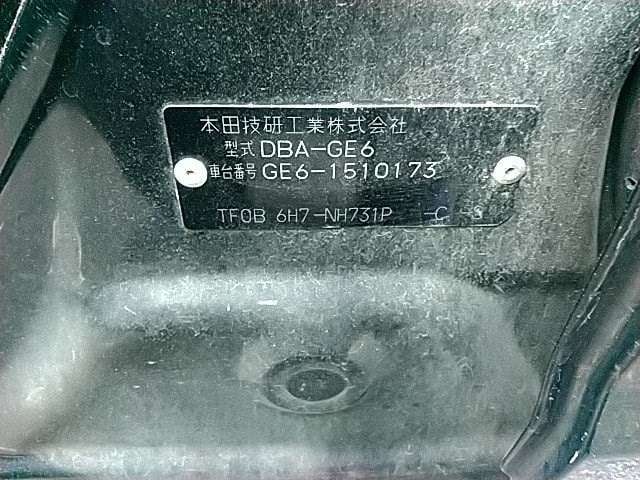 本田技研工業株式会社
型式 DBA-GE6
車台番号 GE6-1510173
TF0B 6H7-NH731P -C